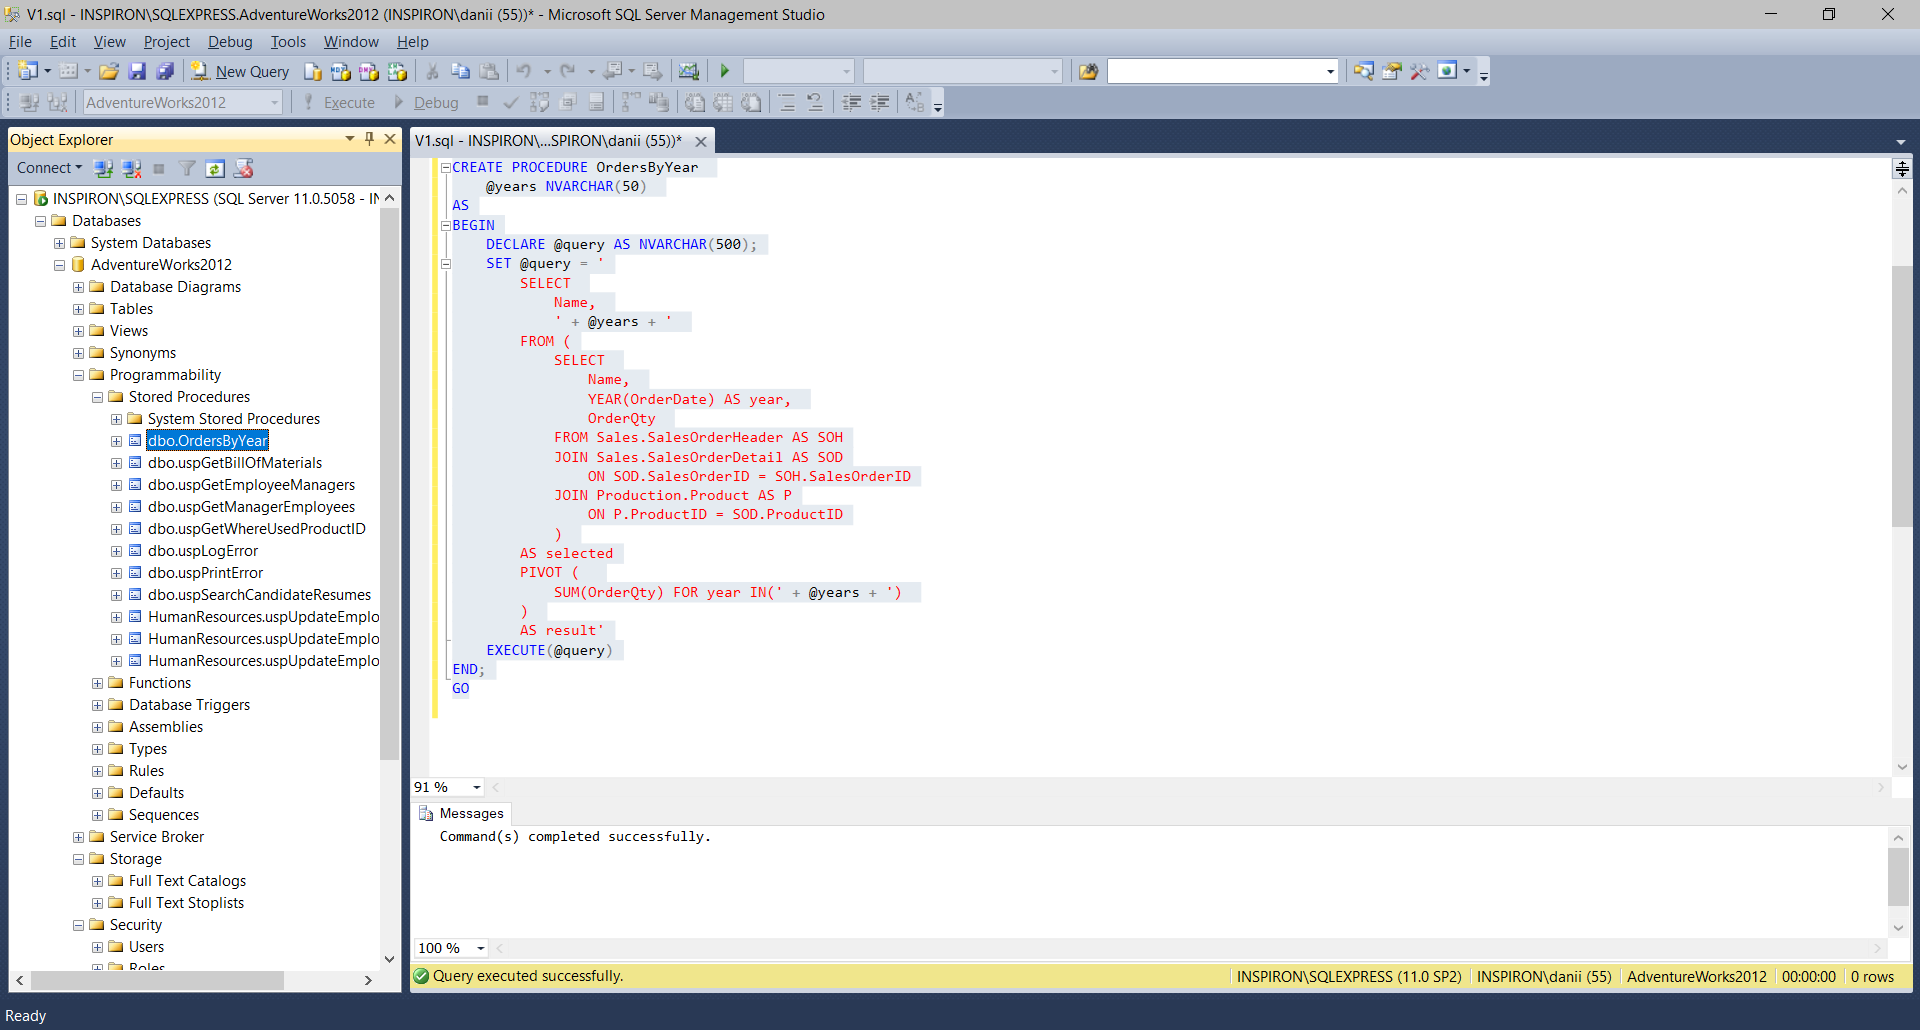 V1.sql - INSPIRON\SQLEXPRESS.AdventureWorks2012 (INSPIRON\danii (55))* - Microsoft SQL Server Management Studio
File Edit View Project Debug Tools Window Help
New Query
AdventureWorks2012 Execute Debug
Object Explorer
Connect
INSPIRON\SQLEXPRESS (SQL Server 11.0.5058 - IN
Databases
System Databases
AdventureWorks2012
Database Diagrams
Tables
Views
Synonyms
Programmability
Stored Procedures
System Stored Procedures
dbo.OrdersByYear
dbo.uspGetBillOfMaterials
dbo.uspGetEmployeeManagers
dbo.uspGetManagerEmployees
dbo.uspGetWhereUsedProductID
dbo.uspLogError
dbo.uspPrintError
dbo.uspSearchCandidateResumes
HumanResources.uspUpdateEmplo
HumanResources.uspUpdateEmplo
HumanResources.uspUpdateEmplo
Functions
Database Triggers
Assemblies
Types
Rules
Defaults
Sequences
Service Broker
Storage
Full Text Catalogs
Full Text Stoplists
Security
Users
Roles
V1.sql - INSPIRON\...SPIRON\danii (55))*
CREATE PROCEDURE OrdersByYear
@years NVARCHAR(50)
AS
BEGIN
DECLARE @query AS NVARCHAR(500);
SET @query = '
SELECT
Name,
' + @years + '
FROM (
SELECT
Name,
YEAR(OrderDate) AS year,
OrderQty
FROM Sales.SalesOrderHeader AS SOH
JOIN Sales.SalesOrderDetail AS SOD
ON SOD.SalesOrderID = SOH.SalesOrderID
JOIN Production.Product AS P
ON P.ProductID = SOD.ProductID
)
AS selected
PIVOT (
SUM(OrderQty) FOR year IN(' + @years + ')
)
AS result'
EXECUTE(@query)
END;
GO
91 %
Messages
Command(s) completed successfully.
100 %
Query executed successfully. INSPIRON\SQLEXPRESS (11.0 SP2) INSPIRON\danii (55) AdventureWorks2012 00:00:00 0 rows
Ready